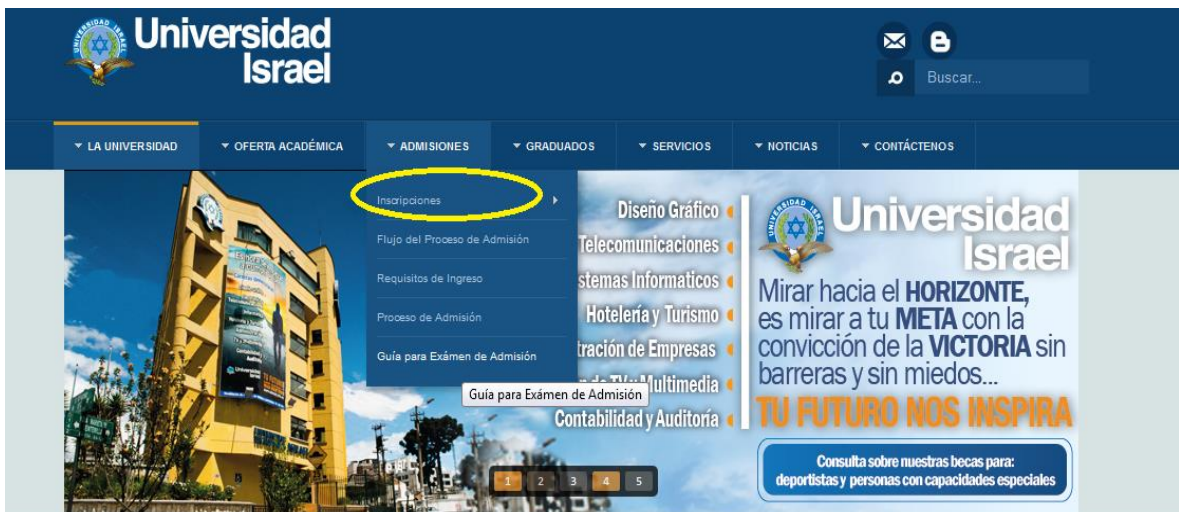 Universidad
Israel
Buscar...
LA UNIVERSIDAD
OFERTA ACADÉMICA
ADMISIONES
GRADUADOS
SERVICIOS
NOTICIAS
CONTÁCTENOS
Inscripciones
Flujo del Proceso de Admisión
Requisitos de Ingreso
Proceso de Admisión
Guía para Exámen de Admisión
Guía para Exámen de Admisión
Diseño Gráfico
Telecomunicaciones
stemas Informaticos
Hotelería y Turismo
tración de Empresas
de TV y Multimedia
Contabilidad y Auditoría
Universidad
Israel
Mirar hacia el HORIZONTE,
es mirar a tu META con la
convicción de la VICTORIA sin
barreras y sin miedos...
TU FUTURO NOS INSPIRA
Consulta sobre nuestras becas para:
deportistas y personas con capacidades especiales
1 2 3 4 5